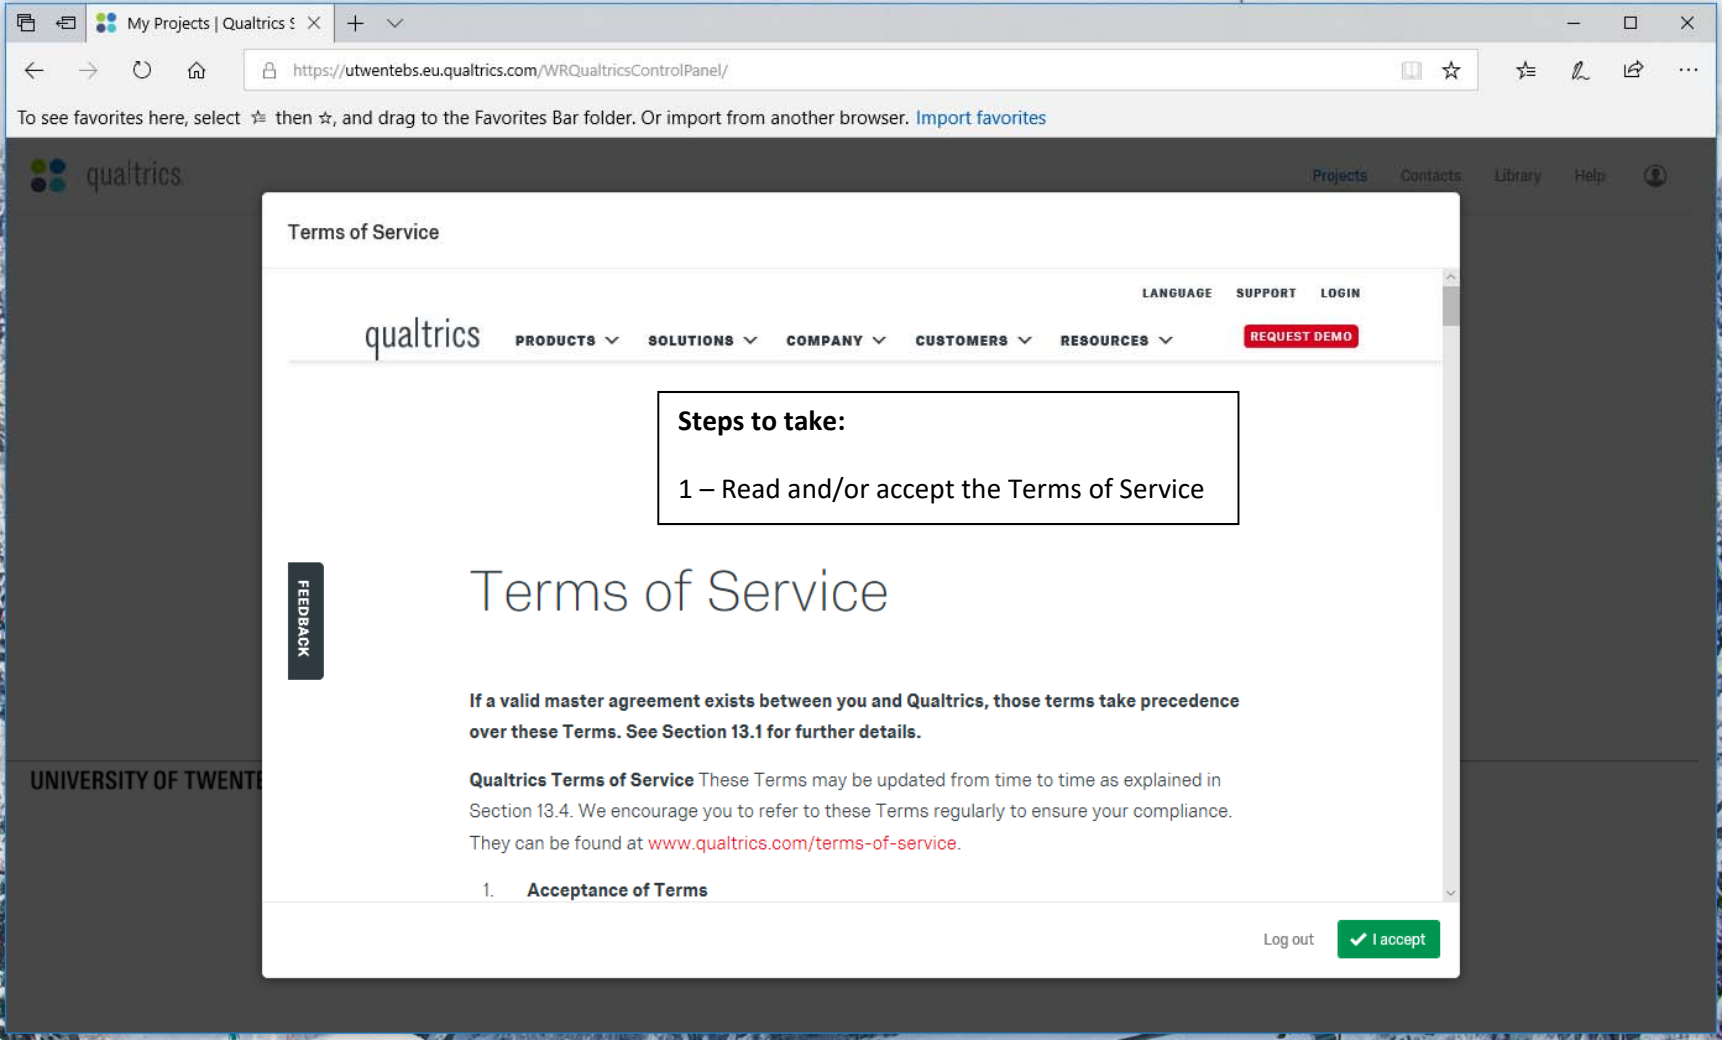 My Projects | Qualtrics S
https://utwentebs.eu.qualtrics.com/WRQualtricsControlPanel/
To see favorites here, select then , and drag to the Favorites Bar folder. Or import from another browser. Import favorites
qualtrics
Projects Contacts Library Help
Terms of Service
LANGUAGE SUPPORT LOGIN
qualtrics PRODUCTS SOLUTIONS COMPANY CUSTOMERS RESOURCES REQUEST DEMO
Steps to take:
1 – Read and/or accept the Terms of Service
FEEDBACK
Terms of Service
If a valid master agreement exists between you and Qualtrics, those terms take precedence
over these Terms. See Section 13.1 for further details.
Qualtrics Terms of Service These Terms may be updated from time to time as explained in
Section 13.4. We encourage you to refer to these Terms regularly to ensure your compliance.
They can be found at www.qualtrics.com/terms-of-service.
UNIVERSITY OF TWENTE
1. Acceptance of Terms
Log out I accept